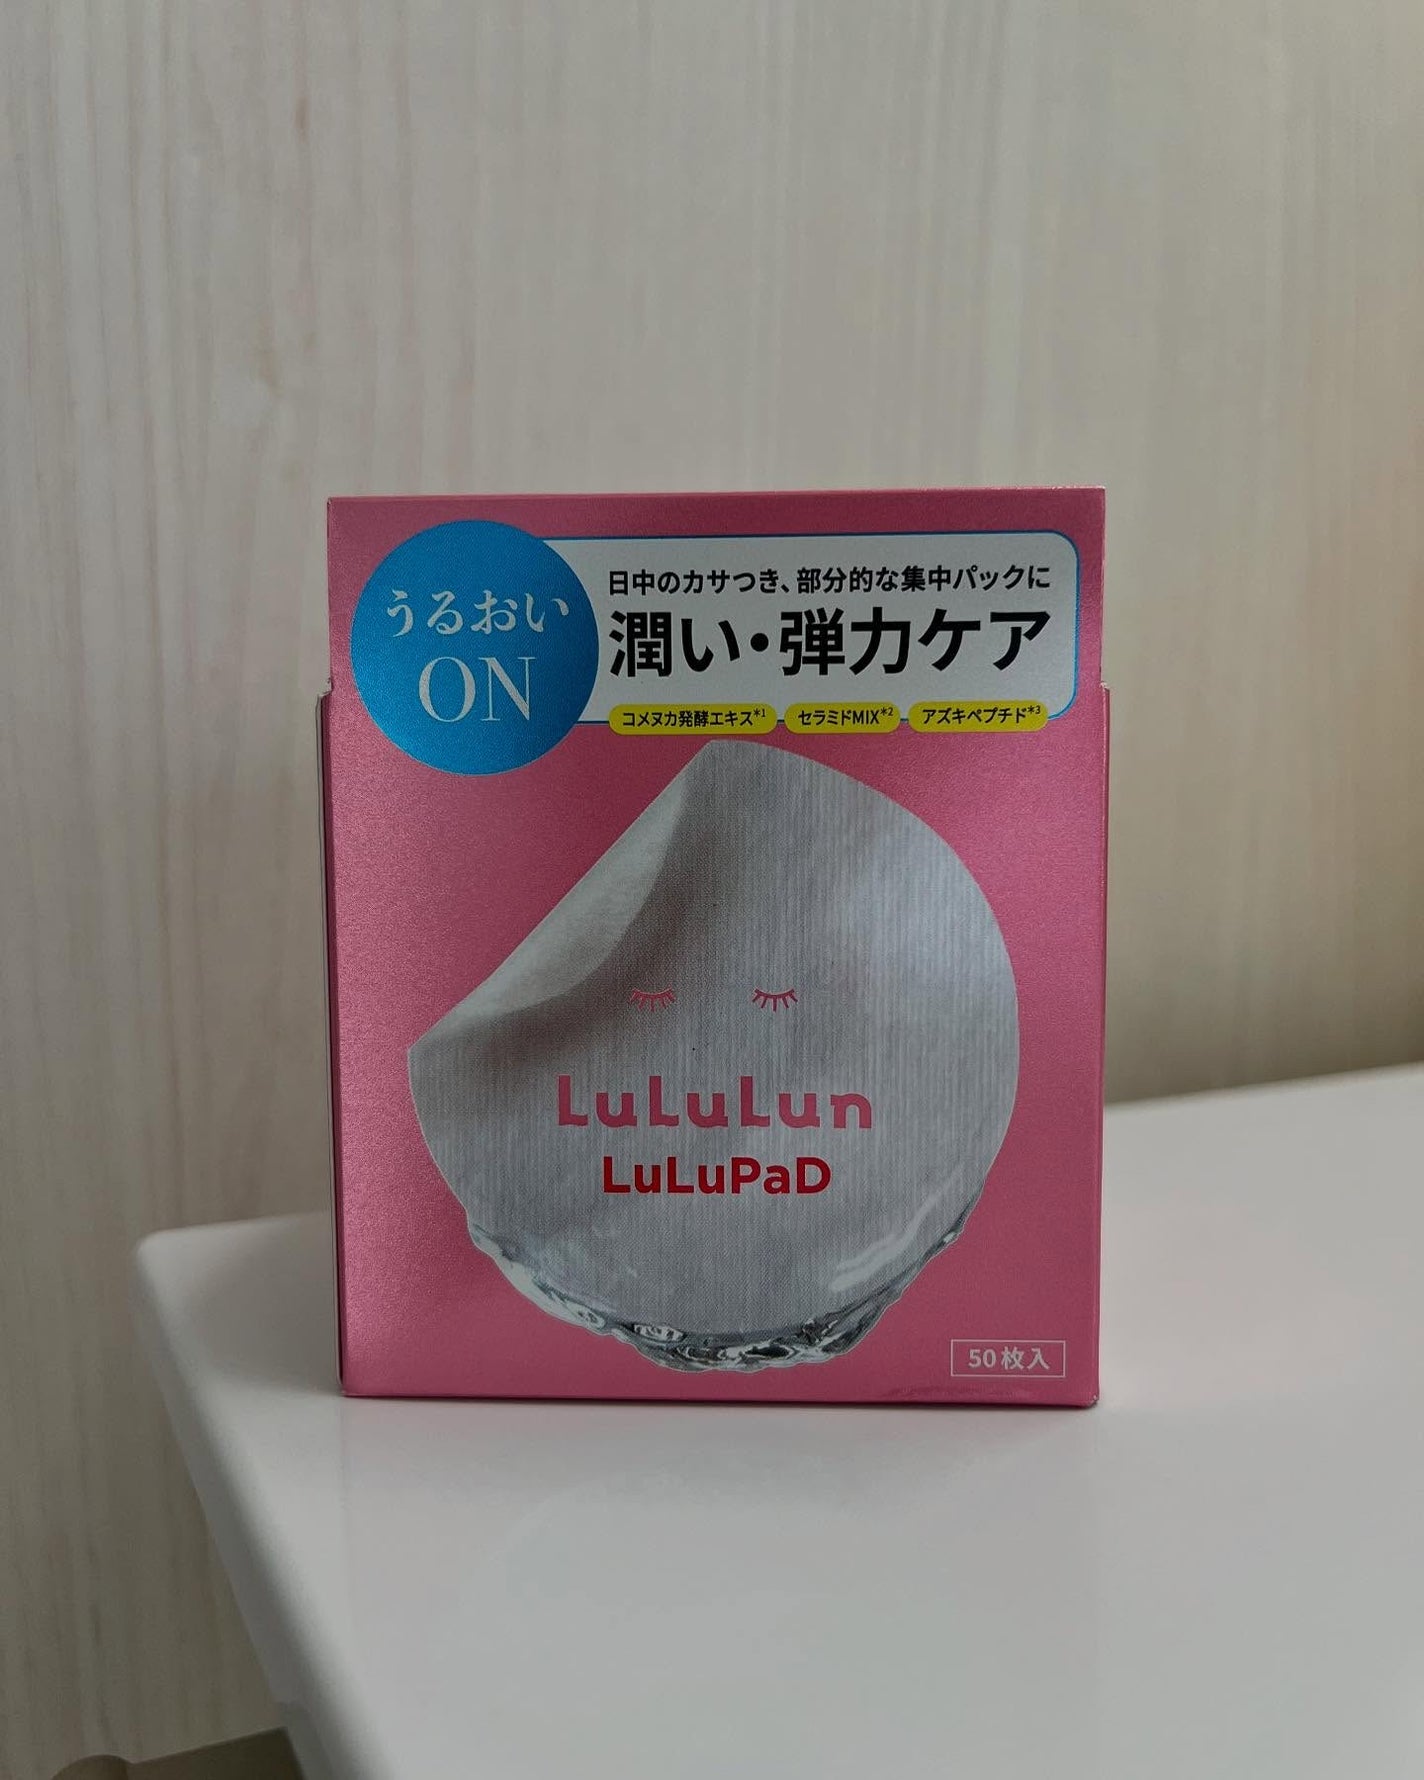 うるおい
ON
日中のカサつき、部分的な集中パックに
潤い・弾力ケア
コメヌカ発酵エキス*1 セラミドMIX*2 アズキペプチド*3
LuLuLun
LuLuPaD
50枚入